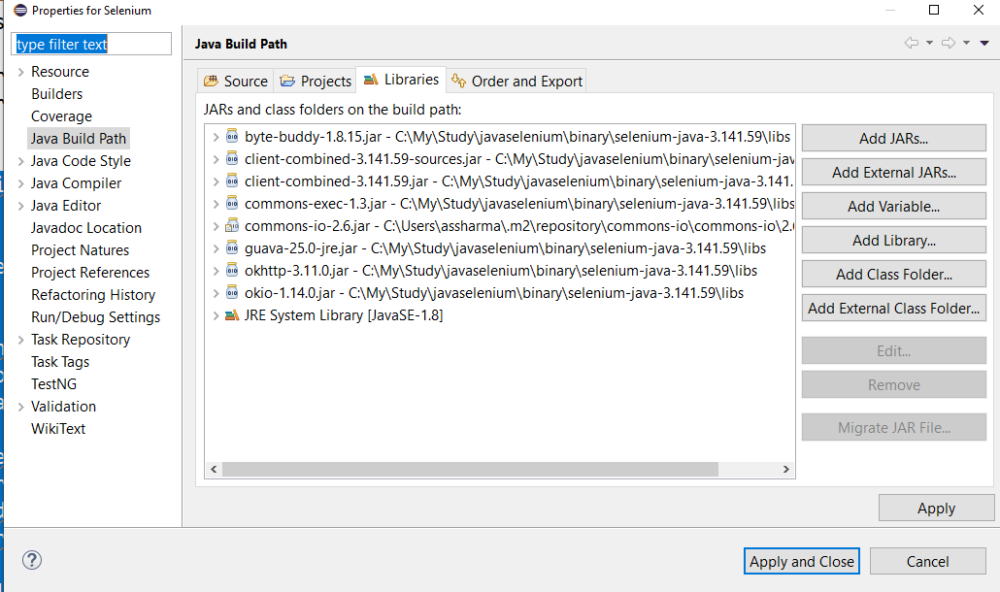 Properties for Selenium
type filter text
Resource
Builders
Coverage
Java Build Path
Java Code Style
Java Compiler
Java Editor
Javadoc Location
Project Natures
Project References
Refactoring History
Run/Debug Settings
Task Repository
Task Tags
TestNG
Validation
WikiText
Java Build Path
Source Projects Libraries Order and Export
JARs and class folders on the build path:
byte-buddy-1.8.15.jar - C:\My\Study\javaselenium\binary\selenium-java-3.141.59\libs
client-combined-3.141.59-sources.jar - C:\My\Study\javaselenium\binary\selenium-jav
client-combined-3.141.59.jar - C:\My\Study\javaselenium\binary\selenium-java-3.141.
commons-exec-1.3.jar - C:\My\Study\javaselenium\binary\selenium-java-3.141.59\libs
commons-io-2.6.jar - C:\Users\assharma\.m2\repository\commons-io\commons-io\2.6
guava-25.0-jre.jar - C:\My\Study\javaselenium\binary\selenium-java-3.141.59\libs
okhttp-3.11.0.jar - C:\My\Study\javaselenium\binary\selenium-java-3.141.59\libs
okio-1.14.0.jar - C:\My\Study\javaselenium\binary\selenium-java-3.141.59\libs
JRE System Library [JavaSE-1.8]
Add JARs...
Add External JARs...
Add Variable...
Add Library...
Add Class Folder...
Add External Class Folder...
Edit...
Remove
Migrate JAR File...
Apply
Apply and Close Cancel